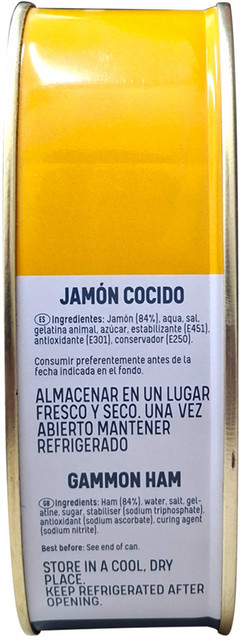 JAMÓN COCIDO
ES Ingredientes: Jamón (84%), aqua, sal,
gelatina animal, azúcar, estabilizante (E451),
antioxidante (E301), conservador (E250).
Consumir preferentemente antes de la
fecha indicada en el fondo.
ALMACENAR EN UN LUGAR
FRESCO Y SECO. UNA VEZ
ABIERTO MANTENER
REFRIGERADO
GAMMON HAM
GB Ingredients: Ham (84%), water, salt, gel-
atine, sugar, stabiliser (sodium triphosphate),
antioxidant (sodium ascorbate), curing agent
(sodium nitrite).
Best before: See end of can.
STORE IN A COOL, DRY
PLACE.
KEEP REFRIGERATED AFTER
OPENING.